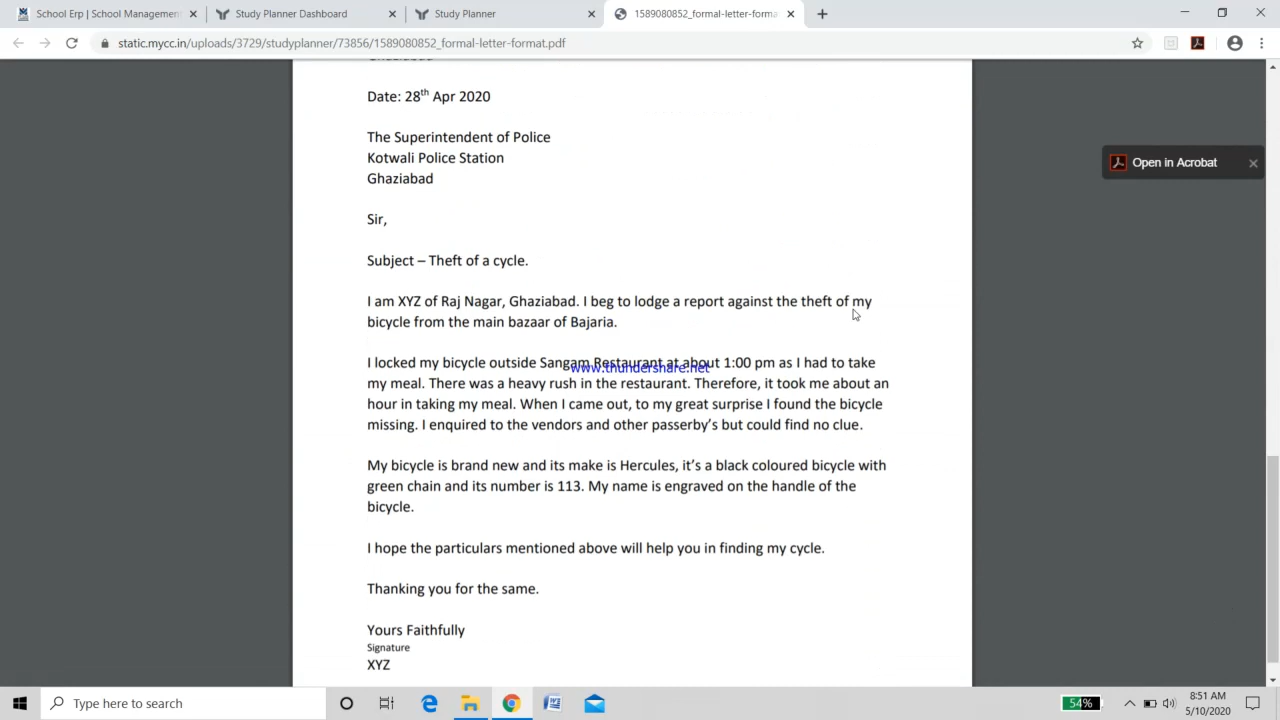 School Erp | School Management
Study Planner Dashboard
Study Planner
1589080852_formal-letter-forma
static.mycc.in/uploads/3729/studyplanner/73856/1589080852_formal-letter-format.pdf
Ghaziabad
Date: 28th Apr 2020
The Superintendent of Police
Kotwali Police Station
Ghaziabad
Open in Acrobat
Sir,
Subject – Theft of a cycle.
I am XYZ of Raj Nagar, Ghaziabad. I beg to lodge a report against the theft of my
bicycle from the main bazaar of Bajaria.
I locked my bicycle outside Sangam Restaurant at about 1:00 pm as I had to take
www.thundershare.net
my meal. There was a heavy rush in the restaurant. Therefore, it took me about an
hour in taking my meal. When I came out, to my great surprise I found the bicycle
missing. I enquired to the vendors and other passerby's but could find no clue.
My bicycle is brand new and its make is Hercules, it's a black coloured bicycle with
green chain and its number is 113. My name is engraved on the handle of the
bicycle.
I hope the particulars mentioned above will help you in finding my cycle.
Thanking you for the same.
Yours Faithfully
Signature
XYZ
Type here to search
54%
8:51 AM
5/10/2020